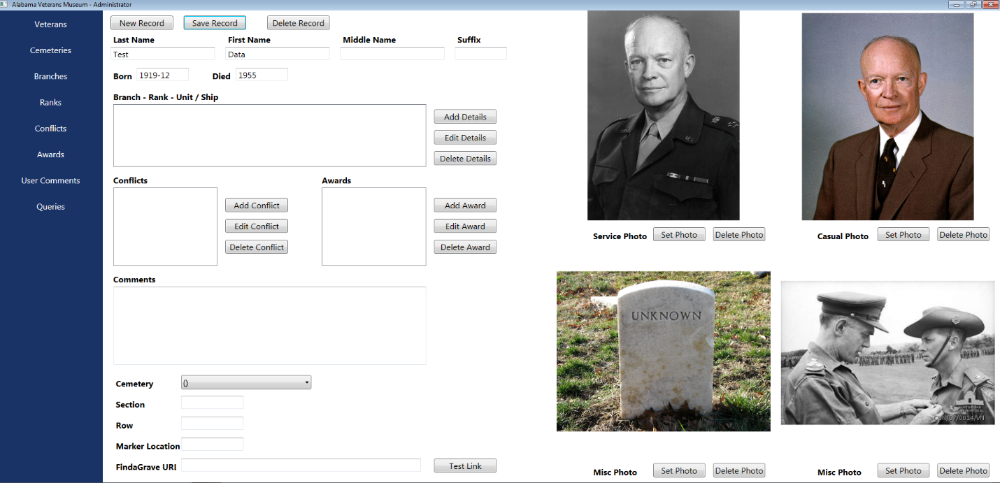 Alabama Veterans Museum - Administrator
Veterans
Cemeteries
Branches
Ranks
Conflicts
Awards
User Comments
Queries
New Record Save Record Delete Record
Last Name First Name Middle Name Suffix
Test Data
Born 1919-12 Died 1955
Branch - Rank - Unit / Ship
Add Details
Edit Details
Delete Details
Conflicts Awards
Add Conflict Add Award
Edit Conflict Edit Award
Delete Conflict Delete Award
Comments
Cemetery ()
Section
Row
Marker Location
FindaGrave URL Test Link
Service Photo Set Photo Delete Photo
Casual Photo Set Photo Delete Photo
UNKNOWN
Misc Photo Set Photo Delete Photo
Misc Photo Set Photo Delete Photo